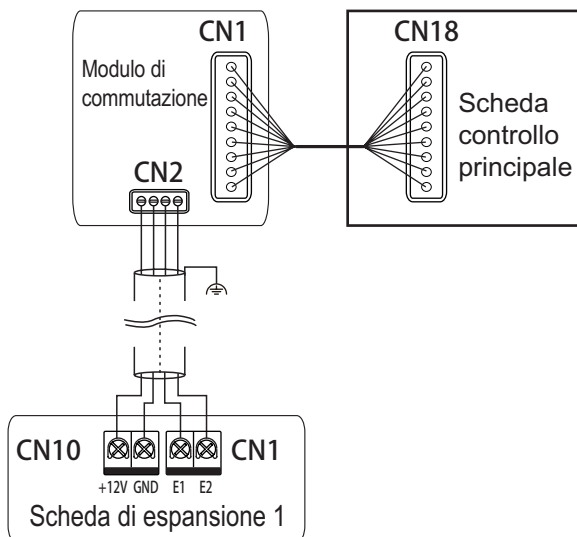 CN1
CN18
Modulo di
commutazione
Scheda
controllo
principale
CN2
CN10
CN1
+12V GND E1 E2
Scheda di espansione 1